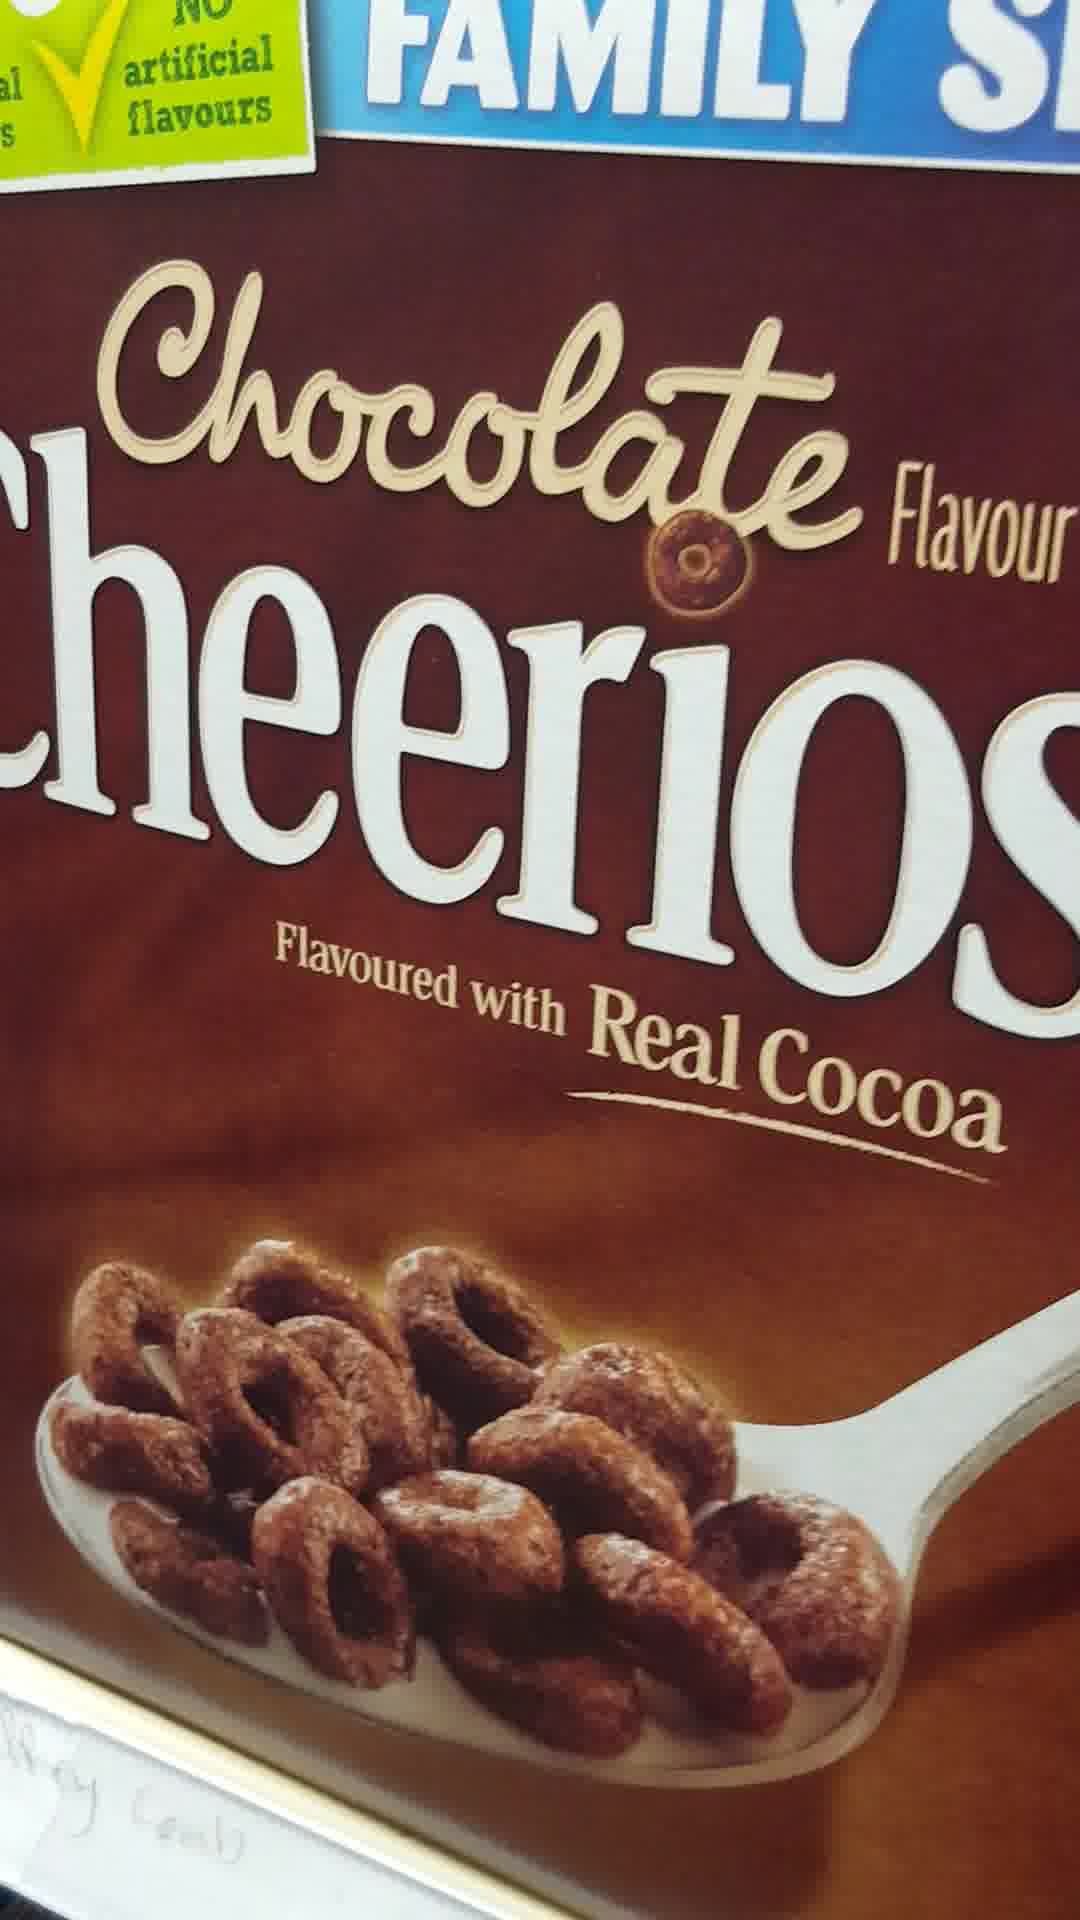 NO
artificial
flavours
FAMILY
Chocolate Flavour
Cheerios
Flavoured with Real Cocoa